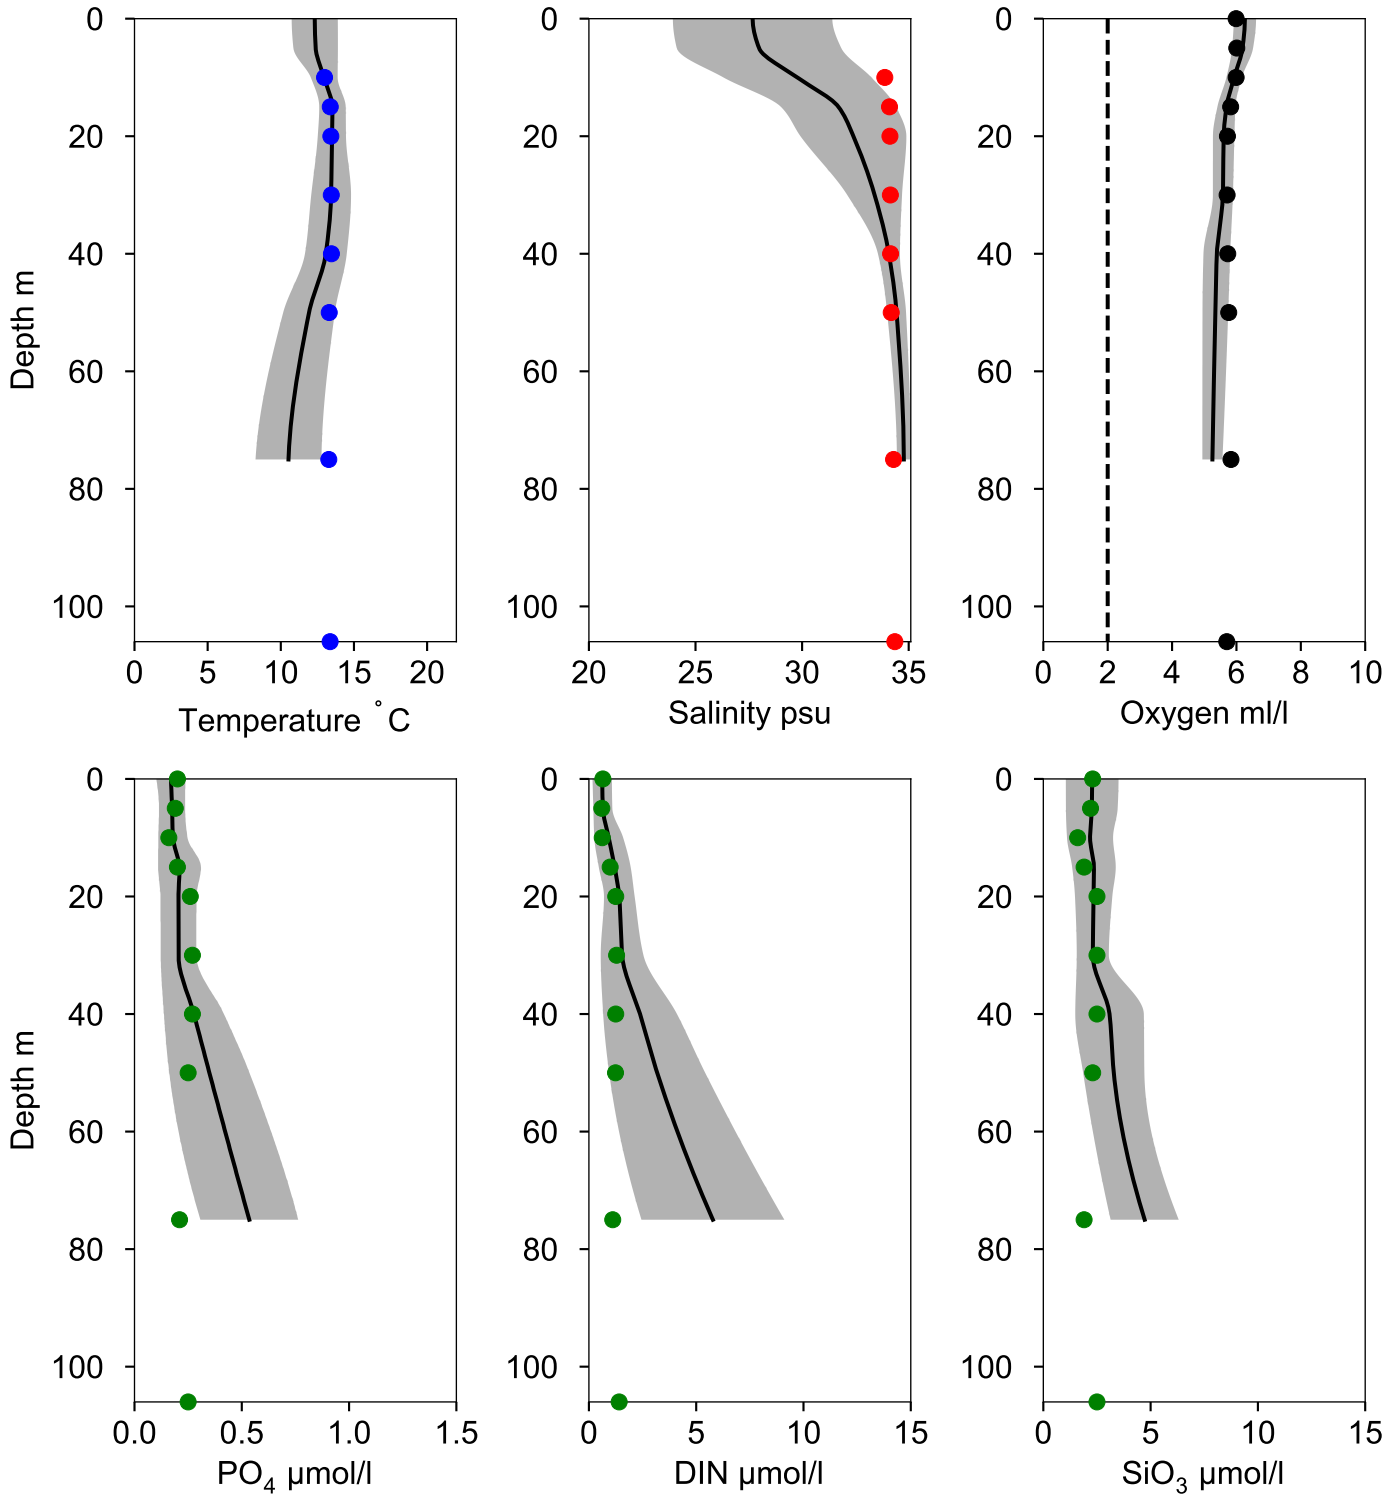 0
20
40
60
80
100
Depth m
0 5 10 15 20
Temperature °C
0
20
40
60
80
100
20 25 30 35
Salinity psu
0
20
40
60
80
100
0 2 4 6 8 10
Oxygen ml/l
0
20
40
60
80
100
Depth m
0.0 0.5 1.0 1.5
PO₄ µmol/l
0
20
40
60
80
100
0 5 10 15
DIN µmol/l
0
20
40
60
80
100
0 5 10 15
SiO₃ µmol/l